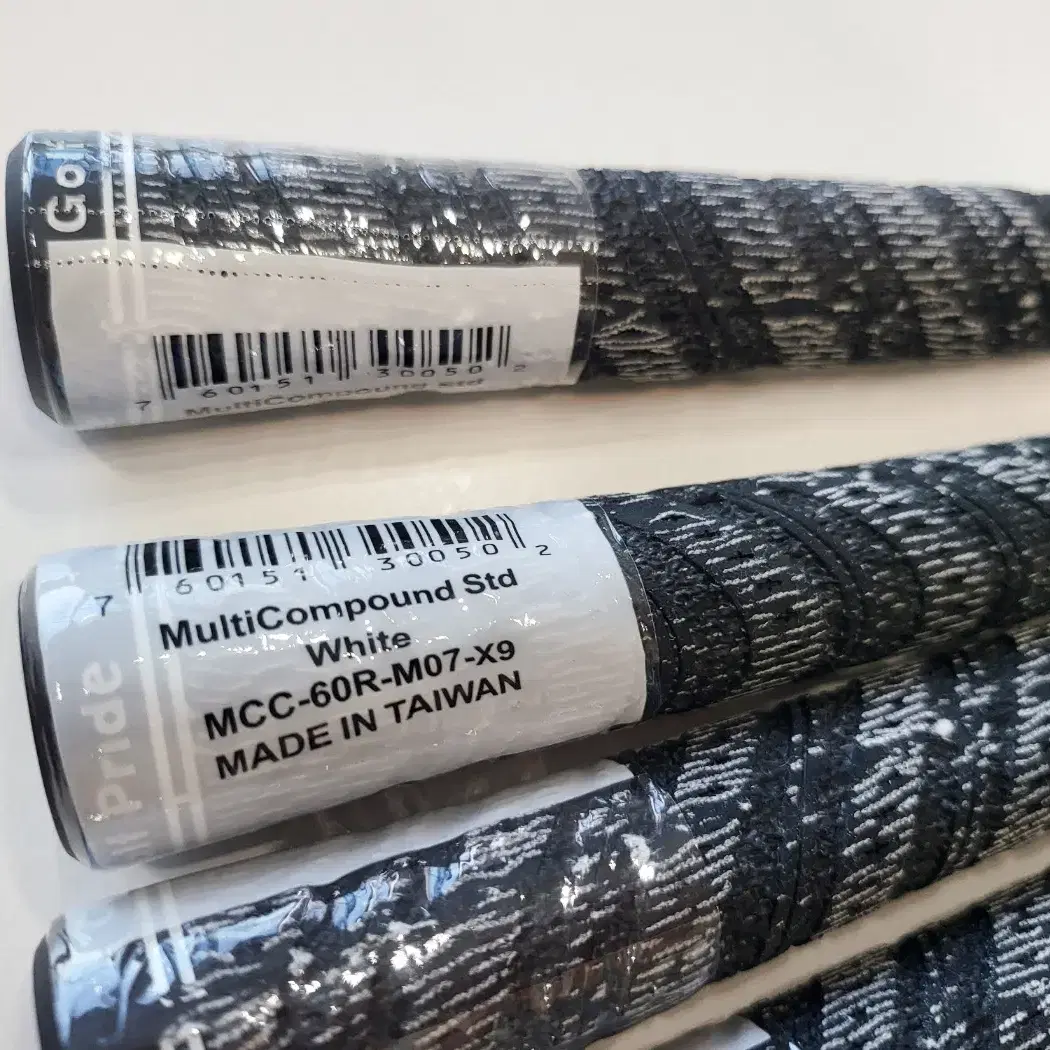 Gol
7 60151 30050 2
MultiCompound Std
7 60151 30050 2
MultiCompound Std
White
MCC-60R-M07-X9
MADE IN TAIWAN
Pride